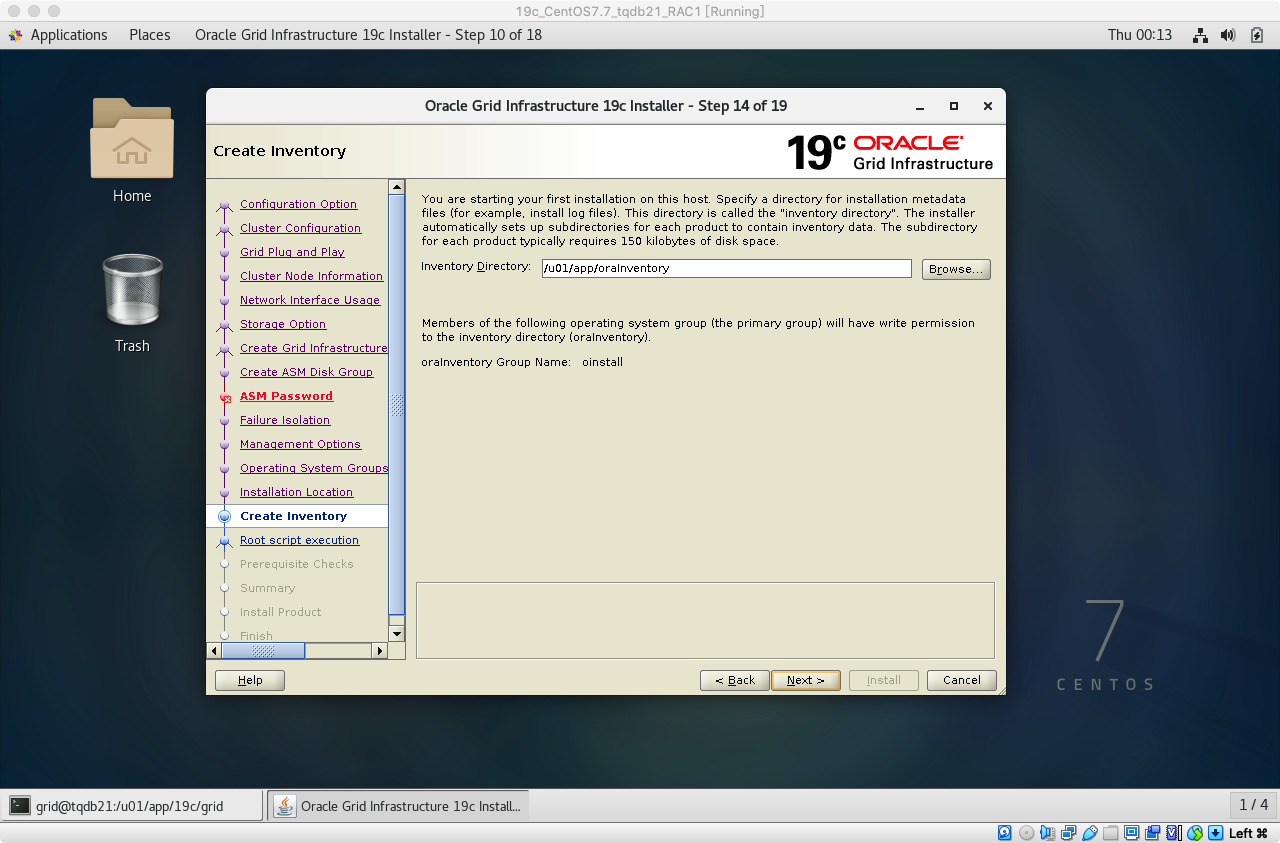 19c_CentOS7.7_tqdb21_RAC1 [Running]
Applications Places Oracle Grid Infrastructure 19c Installer - Step 10 of 18 Thu 00:13
Home
Trash
Oracle Grid Infrastructure 19c Installer - Step 14 of 19
Create Inventory
19c ORACLE
Grid Infrastructure
Configuration Option
Cluster Configuration
Grid Plug and Play
Cluster Node Information
Network Interface Usage
Storage Option
Create Grid Infrastructure
Create ASM Disk Group
ASM Password
Failure Isolation
Management Options
Operating System Groups
Installation Location
Create Inventory
Root script execution
Prerequisite Checks
Summary
Install Product
Finish
You are starting your first installation on this host. Specify a directory for installation metadata
files (for example, install log files). This directory is called the "inventory directory". The installer
automatically sets up subdirectories for each product to contain inventory data. The subdirectory
for each product typically requires 150 kilobytes of disk space.
Inventory Directory: /u01/app/oraInventory Browse...
Members of the following operating system group (the primary group) will have write permission
to the inventory directory (oraInventory).
oraInventory Group Name: oinstall
Help < Back Next > Install Cancel
7
CENTOS
grid@tqdb21:/u01/app/19c/grid Oracle Grid Infrastructure 19c Install... 1 / 4
Left ⌘